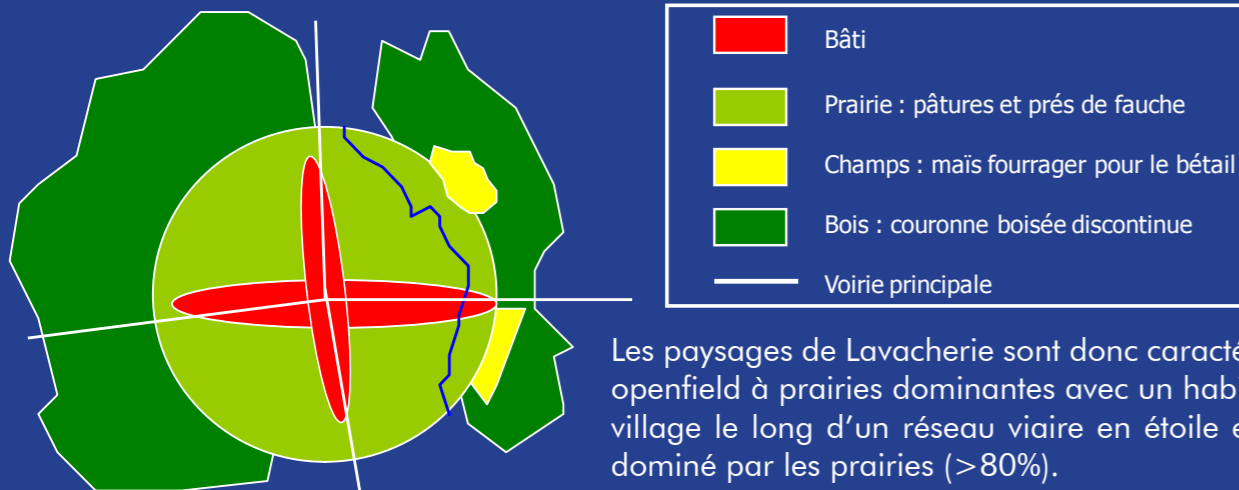 Bâti
Prairie : pâtures et prés de fauche
Champs : maïs fourrager pour le bétail
Bois : couronne boisée discontinue
Voirie principale
Les paysages de Lavacherie sont donc caracté
openfield à prairies dominantes avec un hab
village le long d’un réseau viaire en étoile e
dominé par les prairies (>80%).